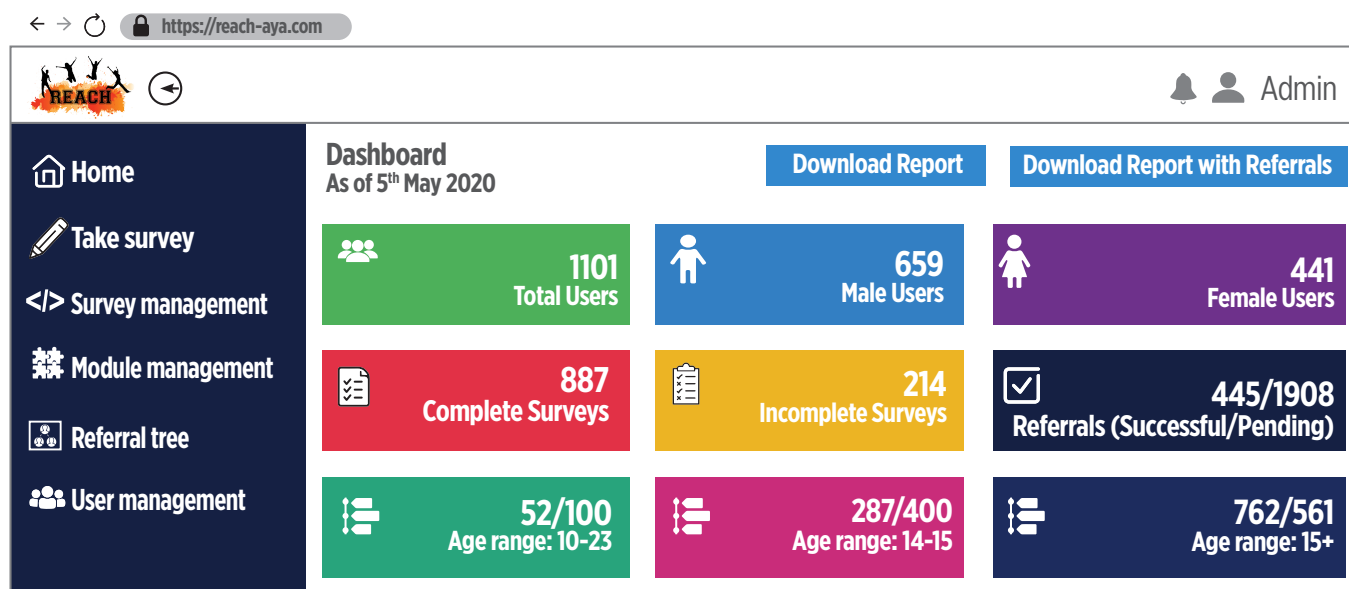 https://reach-aya.com
REACH
Admin
Home
Take survey
Survey management
Module management
Referral tree
User management
Dashboard
As of 5th May 2020
Download Report
Download Report with Referrals
1101
Total Users
659
Male Users
441
Female Users
887
Complete Surveys
214
Incomplete Surveys
445/1908
Referrals (Successful/Pending)
52/100
Age range: 10-23
287/400
Age range: 14-15
762/561
Age range: 15+